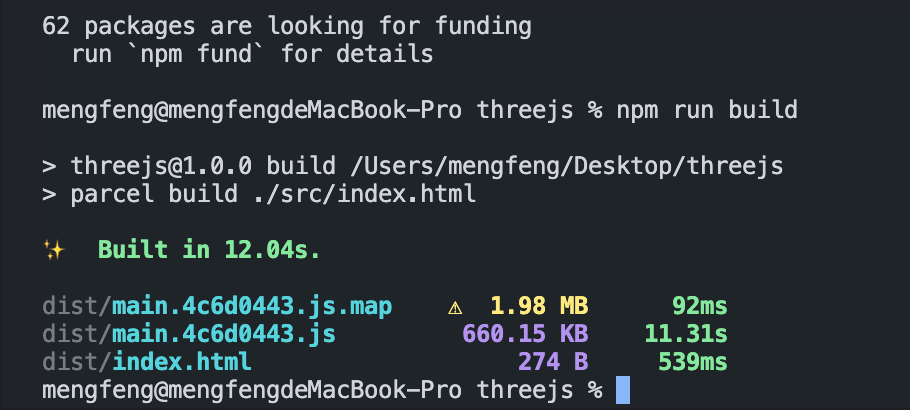 62 packages are looking for funding
run `npm fund` for details
mengfeng@mengfengdeMacBook-Pro threejs % npm run build
> threejs@1.0.0 build /Users/mengfeng/Desktop/threejs
> parcel build ./src/index.html
✨ Built in 12.04s.
dist/main.4c6d0443.js.map ⚠ 1.98 MB 92ms
dist/main.4c6d0443.js 660.15 KB 11.31s
dist/index.html 274 B 539ms
mengfeng@mengfengdeMacBook-Pro threejs %